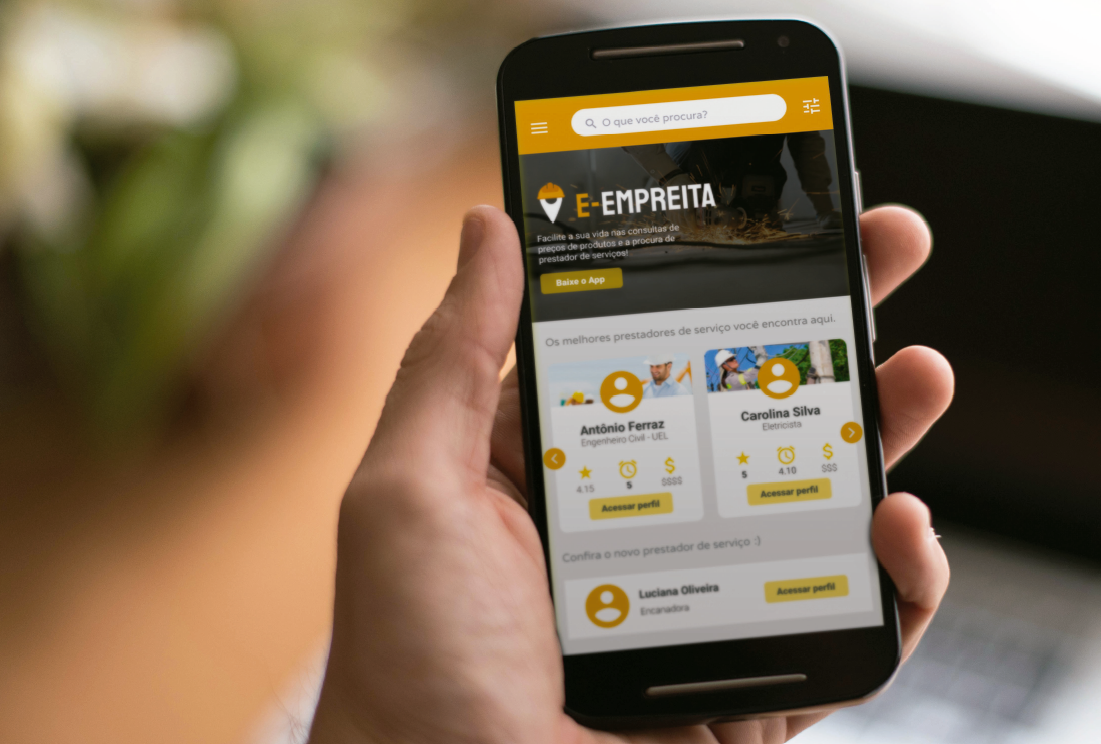 O que você procura?
E-EMPREITA
Facilite a sua vida nas consultas de
preços de produtos e a procura de
prestador de serviços!
Baixe o App
Os melhores prestadores de serviço você encontra aqui.
Antônio Ferraz
Engenheiro Civil - UEL
4.15
5
$
$$$$
Acessar perfil
Carolina Silva
Eletricista
5
4.10
$
$$$
Acessar perfil
Confira o novo prestador de serviço :)
Luciana Oliveira
Encanadora
Acessar perfil